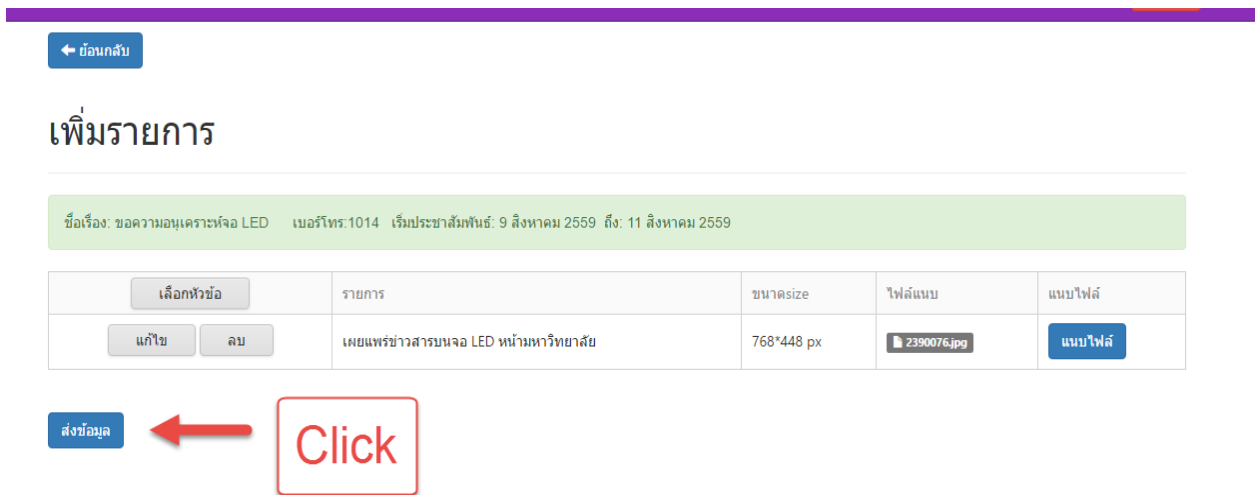 ย้อนกลับ
เพิ่มรายการ
ชื่อเรื่อง: ขอความอนุเคราะห์จอ LED เบอร์โทร:1014 เริ่มประชาสัมพันธ์: 9 สิงหาคม 2559 ถึง: 11 สิงหาคม 2559
เลือกหัวข้อ รายการ ขนาดsize ไฟล์แนบ แนบไฟล์
แก้ไข ลบ เผยแพร่ข่าวสารบนจอ LED หน้ามหาวิทยาลัย 768*448 px 2390076.jpg แนบไฟล์
ส่งข้อมูล
Click